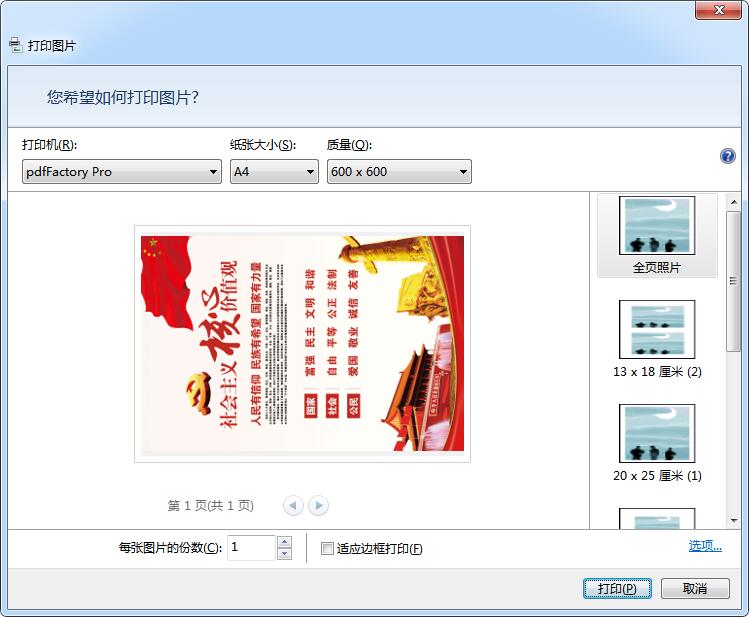 打印图片
您希望如何打印图片?
打印机(R):
纸张大小(S):
质量(Q):
pdfFactory Pro
A4
600 x 600
社会主义核心价值观
人民有信仰 民族有希望 国家有力量
国家 富强 民主 文明 和谐
社会 自由 平等 公正 法制
公民 爱国 敬业 诚信 友善
全页照片
13 x 18 厘米 (2)
20 x 25 厘米 (1)
第 1 页(共 1 页)
每张图片的份数(C):
1
适应边框打印(F)
选项...
打印(P)
取消